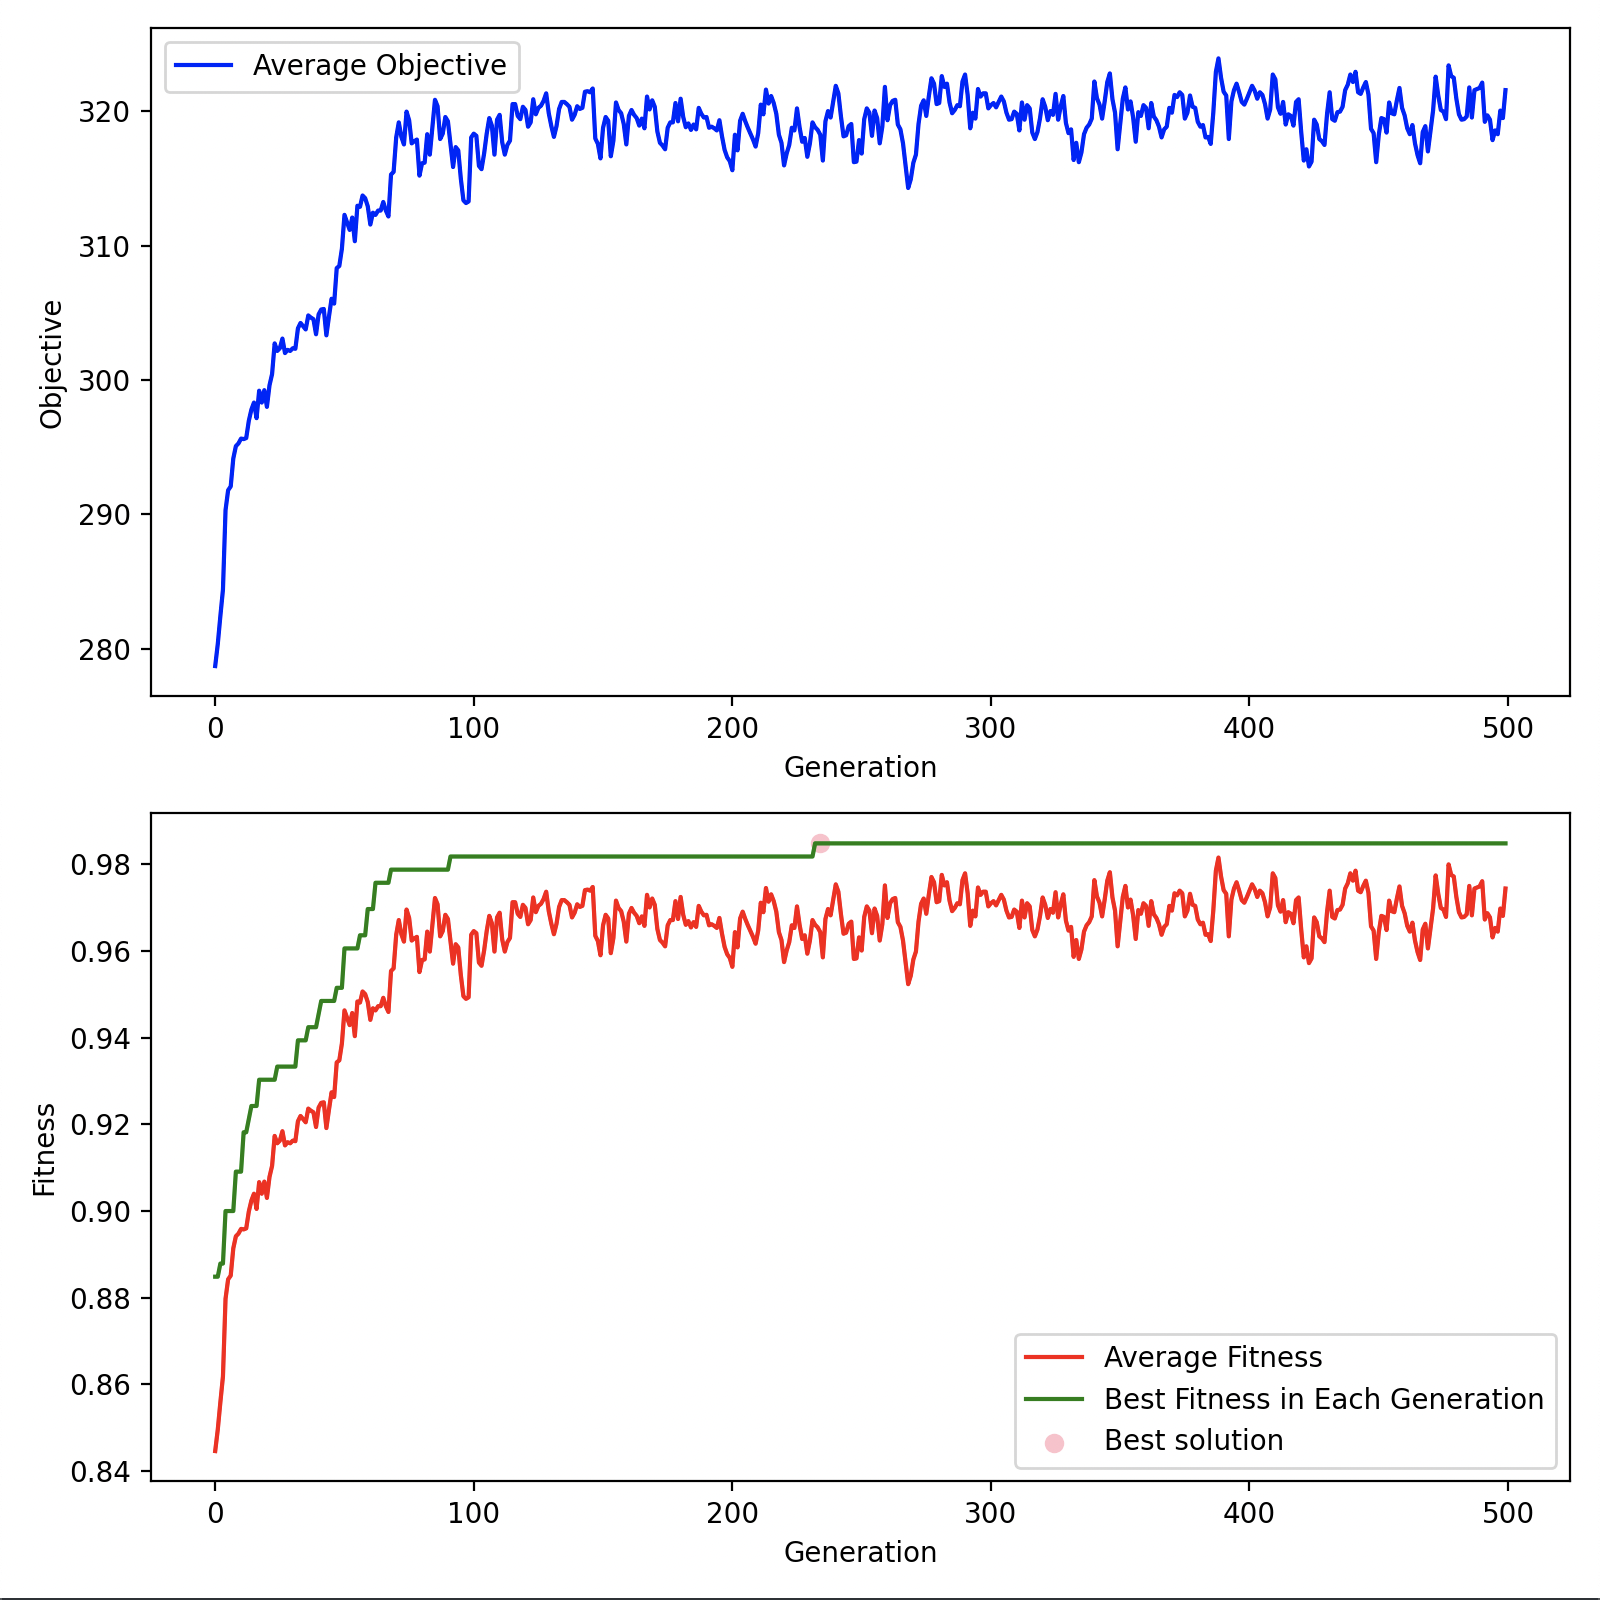 Average Objective
320
310
300
290
280
Objective
0 100 200 300 400 500
Generation
0.98
0.96
0.94
0.92
0.90
0.88
0.86
0.84
Fitness
Average Fitness
Best Fitness in Each Generation
Best solution
0 100 200 300 400 500
Generation